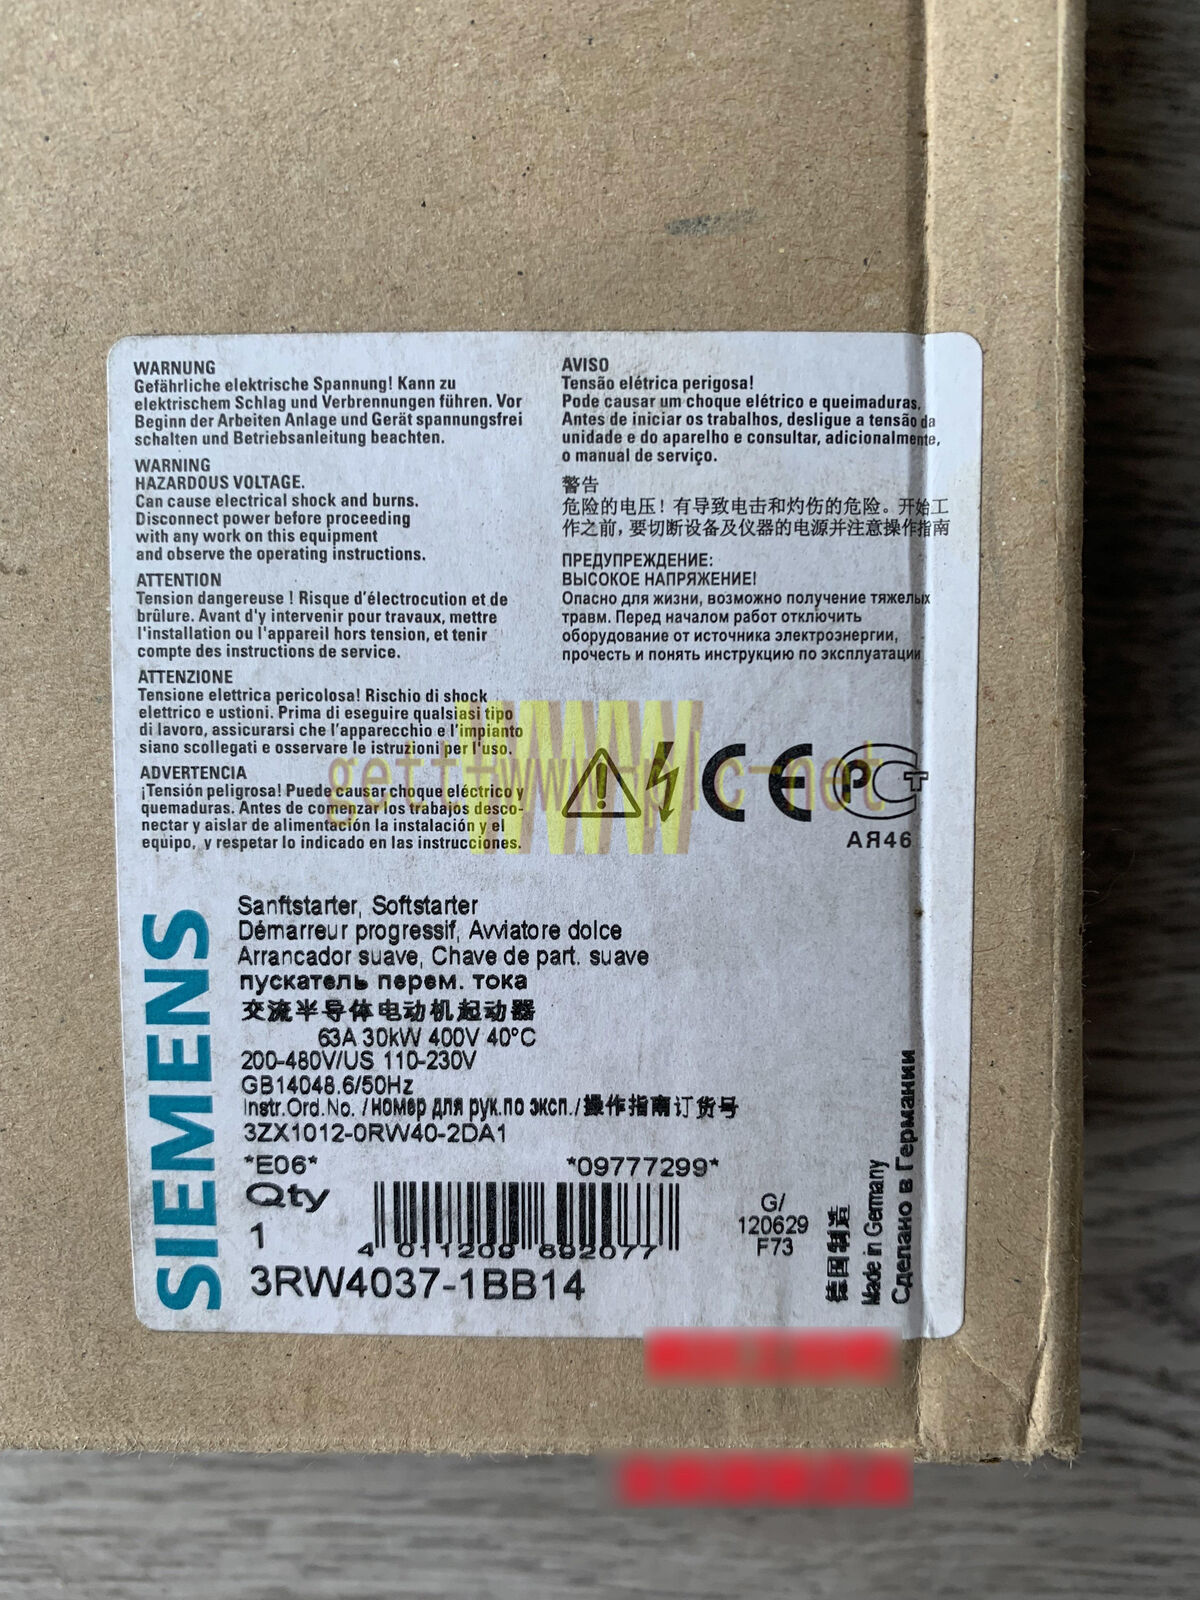 WARNUNG
Gefährliche elektrische Spannung! Kann zu
elektrischem Schlag und Verbrennungen führen. Vor
Beginn der Arbeiten Anlage und Gerät spannungsfrei
schalten und Betriebsanleitung beachten.
WARNING
HAZARDOUS VOLTAGE.
Can cause electrical shock and burns.
Disconnect power before proceeding
with any work on this equipment
and observe the operating instructions.
ATTENTION
Tension dangereuse ! Risque d'électrocution et de
brûlure. Avant d'y intervenir pour travaux, mettre
l'installation ou l'appareil hors tension, et tenir
compte des instructions de service.
ATTENZIONE
Tensione elettrica pericolosa! Rischio di shock
elettrico e ustioni. Prima di eseguire qualsiasi tipo
di lavoro, assicurarsi che l'apparecchio e l'impianto
siano scollegati e osservare le istruzioni per l'uso.
ADVERTENCIA
¡Tensión peligrosa! Puede causar choque eléctrico y
quemaduras. Antes de comenzar los trabajos desco-
nectar y aislar de alimentación la instalación y el
equipo, y respetar lo indicado en las instrucciones.
AVISO
Tensão elétrica perigosa!
Pode causar um choque elétrico e queimaduras,
Antes de iniciar os trabalhos, desligue a tensão da
unidade e do aparelho e consultar, adicionalmente,
o manual de serviço.
警告
危险的电压！有导致电击和灼伤的危险。开始工
作之前，要切断设备及仪器的电源并注意操作指南
ПРЕДУПРЕЖДЕНИЕ:
ВЫСОКОЕ НАПРЯЖЕНИЕ!
Опасно для жизни, возможно получение тяжелых
травм. Перед началом работ отключить
оборудование от источника электроэнергии,
прочесть и понять инструкцию по эксплуатации
WWW
gett+www-plc-net
CE PCT
АЯ46
SIEMENS
Sanftstarter, Softstarter
Démarreur progressif, Avviatore dolce
Arrancador suave, Chave de part. suave
пускатель перем. тока
交流半导体电动机起动器
63A 30kW 400V 40°C
200-480V/US 110-230V
GB14048.6/50Hz
Instr.Ord.No. /номер для рук.по эксп./操作指南订货号
3ZX1012-0RW40-2DA1
*E06* *09777299*
Qty
1
4 011209 692077
3RW4037-1BB14
G/
120629
F73
德国制造
Made in Germany
Сделано в Германии